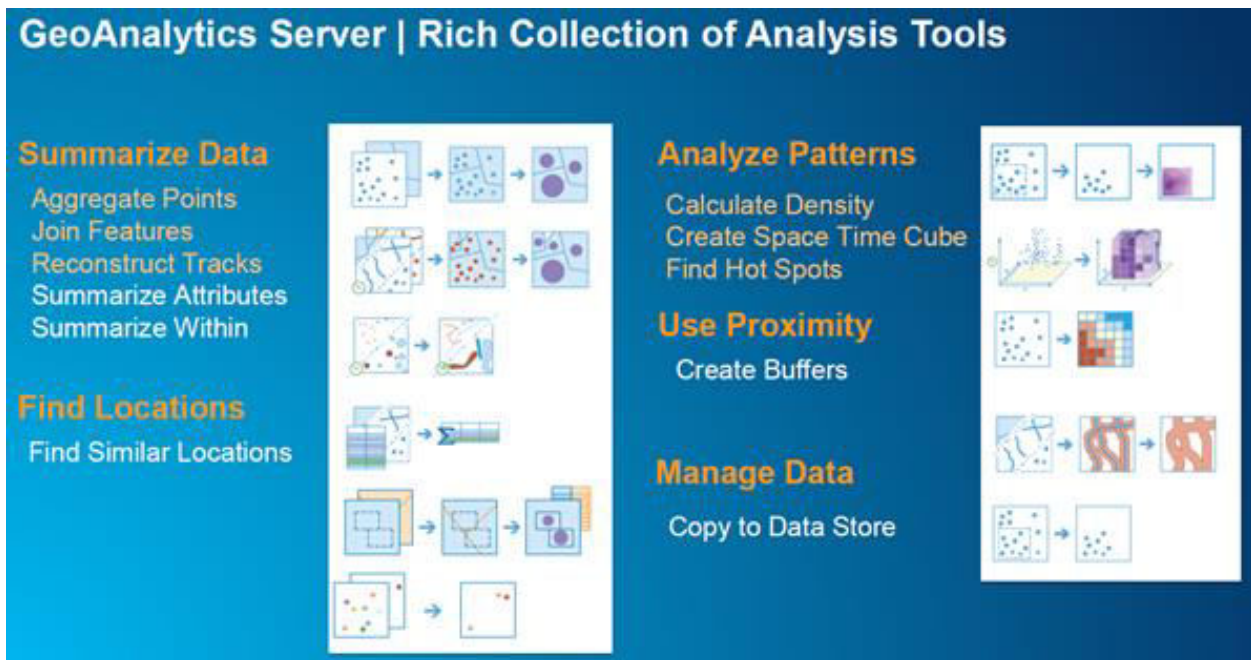 GeoAnalytics Server | Rich Collection of Analysis Tools
Summarize Data
Aggregate Points
Join Features
Reconstruct Tracks
Summarize Attributes
Summarize Within
Find Locations
Find Similar Locations
Analyze Patterns
Calculate Density
Create Space Time Cube
Find Hot Spots
Use Proximity
Create Buffers
Manage Data
Copy to Data Store
Σ